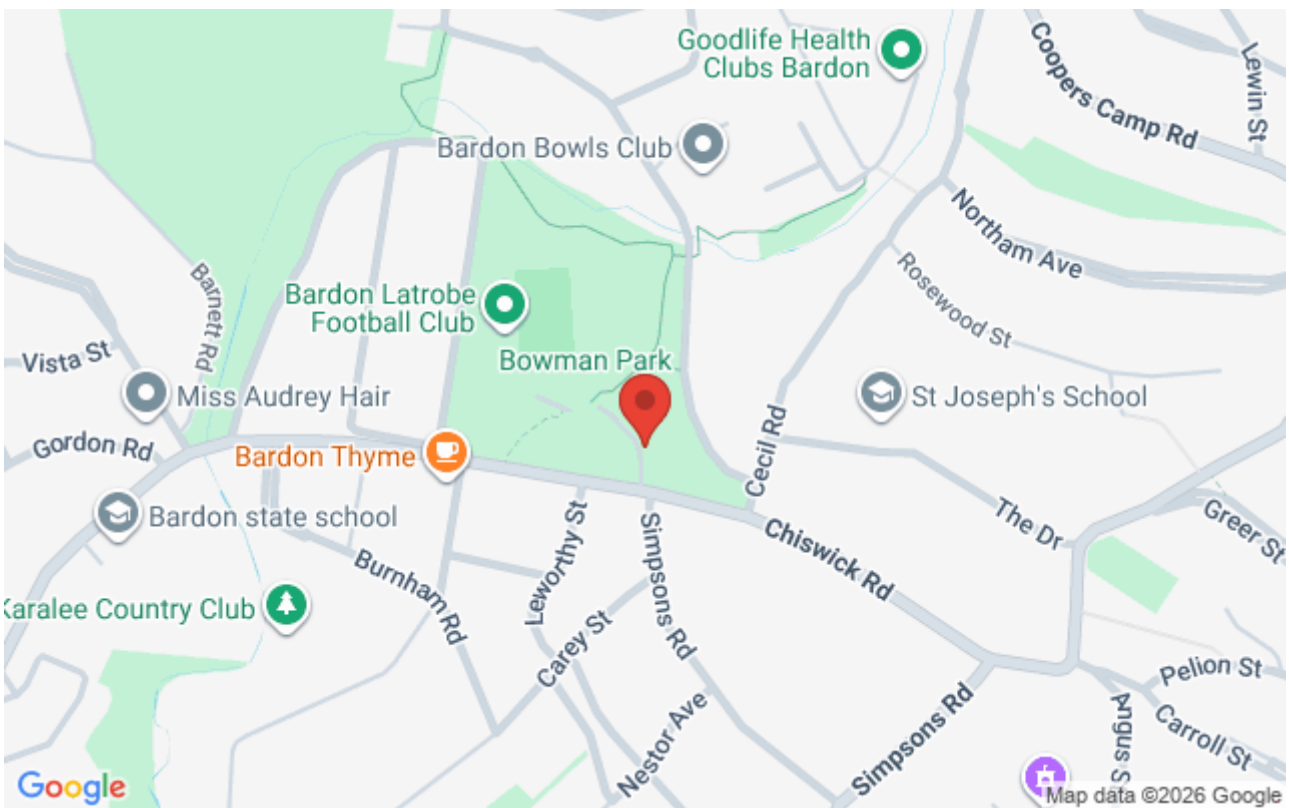 Goodlife Health
Clubs Bardon
Coopers Camp Rd
Lewin St
Bardon Bowls Club
Northam Ave
Rosewood St
Barnett Rd
Bardon Latrobe
Football Club
Bowman Park
Vista St
Miss Audrey Hair
St Joseph's School
Gordon Rd
Bardon Thyme
Cecil Rd
Bardon state school
The Dr
Greer St
Chiswick Rd
Leworthy St
Simpsons Rd
Burnham Rd
Karalee Country Club
Carey St
Pelion St
Nestor Ave
Simpsons Rd
Angus S
Carroll St
Google
Map data ©2026 Google